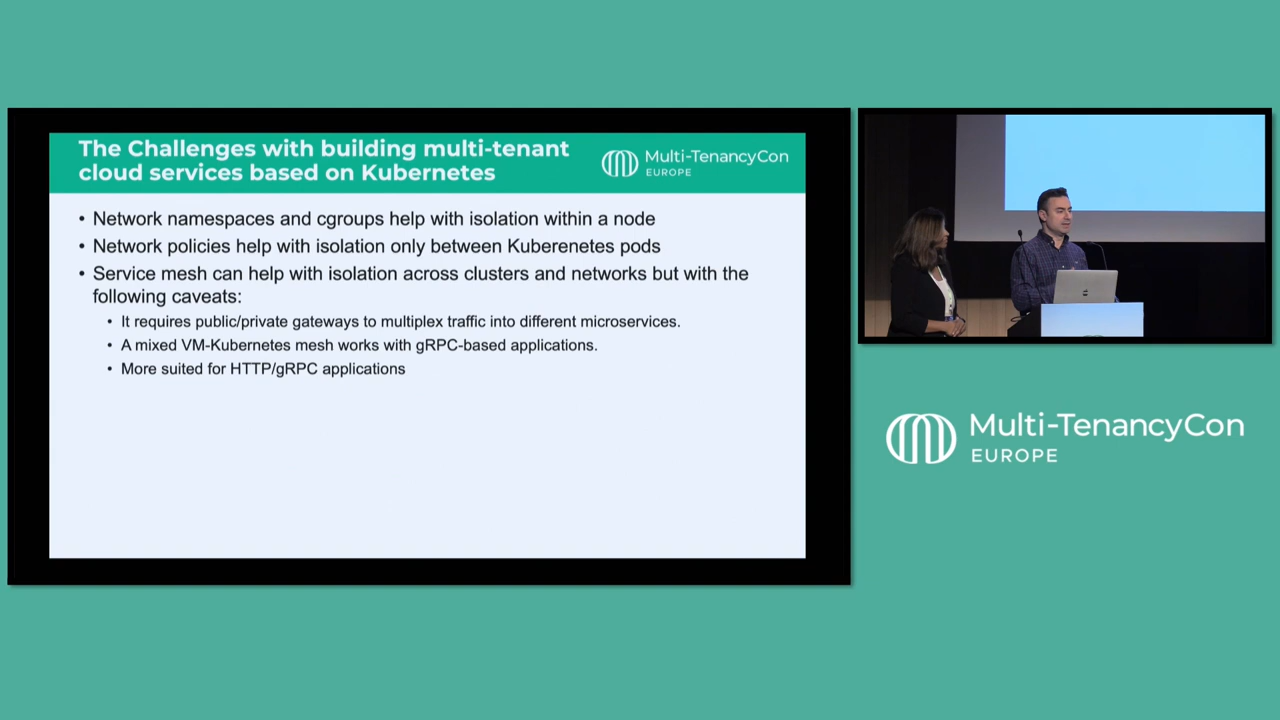 The Challenges with building multi-tenant
cloud services based on Kubernetes
Multi-TenancyCon
EUROPE
• Network namespaces and cgroups help with isolation within a node
• Network policies help with isolation only between Kuberenetes pods
• Service mesh can help with isolation across clusters and networks but with the
following caveats:
• It requires public/private gateways to multiplex traffic into different microservices.
• A mixed VM-Kubernetes mesh works with gRPC-based applications.
• More suited for HTTP/gRPC applications
Multi-TenancyCon
EUROPE